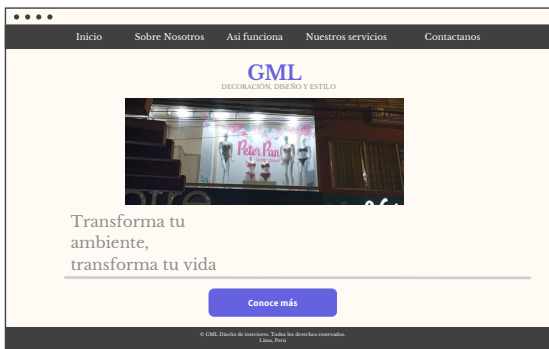 Inicio Sobre Nosotros Asi funciona Nuestros servicios Contactanos
GML
DECORACIÓN, DISEÑO Y ESTILO
Peter Pan
Transforma tu
ambiente,
transforma tu vida
Conoce más
© GML Diseño de interiores. Todos los derechos reservados.
Lima, Perú